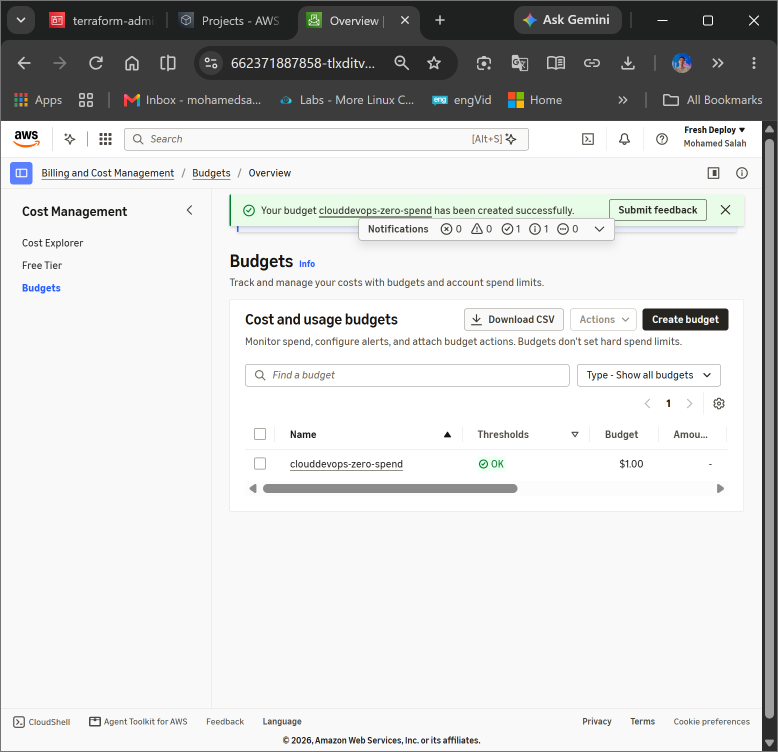 terraform-adm
Projects - AWS
Overview |
Ask Gemini
662371887858-tlxditv...
Apps
Inbox - mohamedsa...
Labs - More Linux C...
eng
engVid
Home
All Bookmarks
aws
Search
[Alt+S]
Fresh Deploy
Mohamed Salah
Billing and Cost Management / Budgets / Overview
Cost Management
Cost Explorer
Free Tier
Budgets
Your budget clouddevops-zero-spend has been created successfully.
Submit feedback
Notifications 0 0 1 1 0
Budgets Info
Track and manage your costs with budgets and account spend limits.
Cost and usage budgets
Download CSV
Actions
Create budget
Monitor spend, configure alerts, and attach budget actions. Budgets don't set hard spend limits.
Find a budget
Type - Show all budgets
1
Name Thresholds Budget Amou...
clouddevops-zero-spend OK $1.00 -
CloudShell Agent Toolkit for AWS Feedback Language Privacy Terms Cookie preferences
© 2026, Amazon Web Services, Inc. or its affiliates.